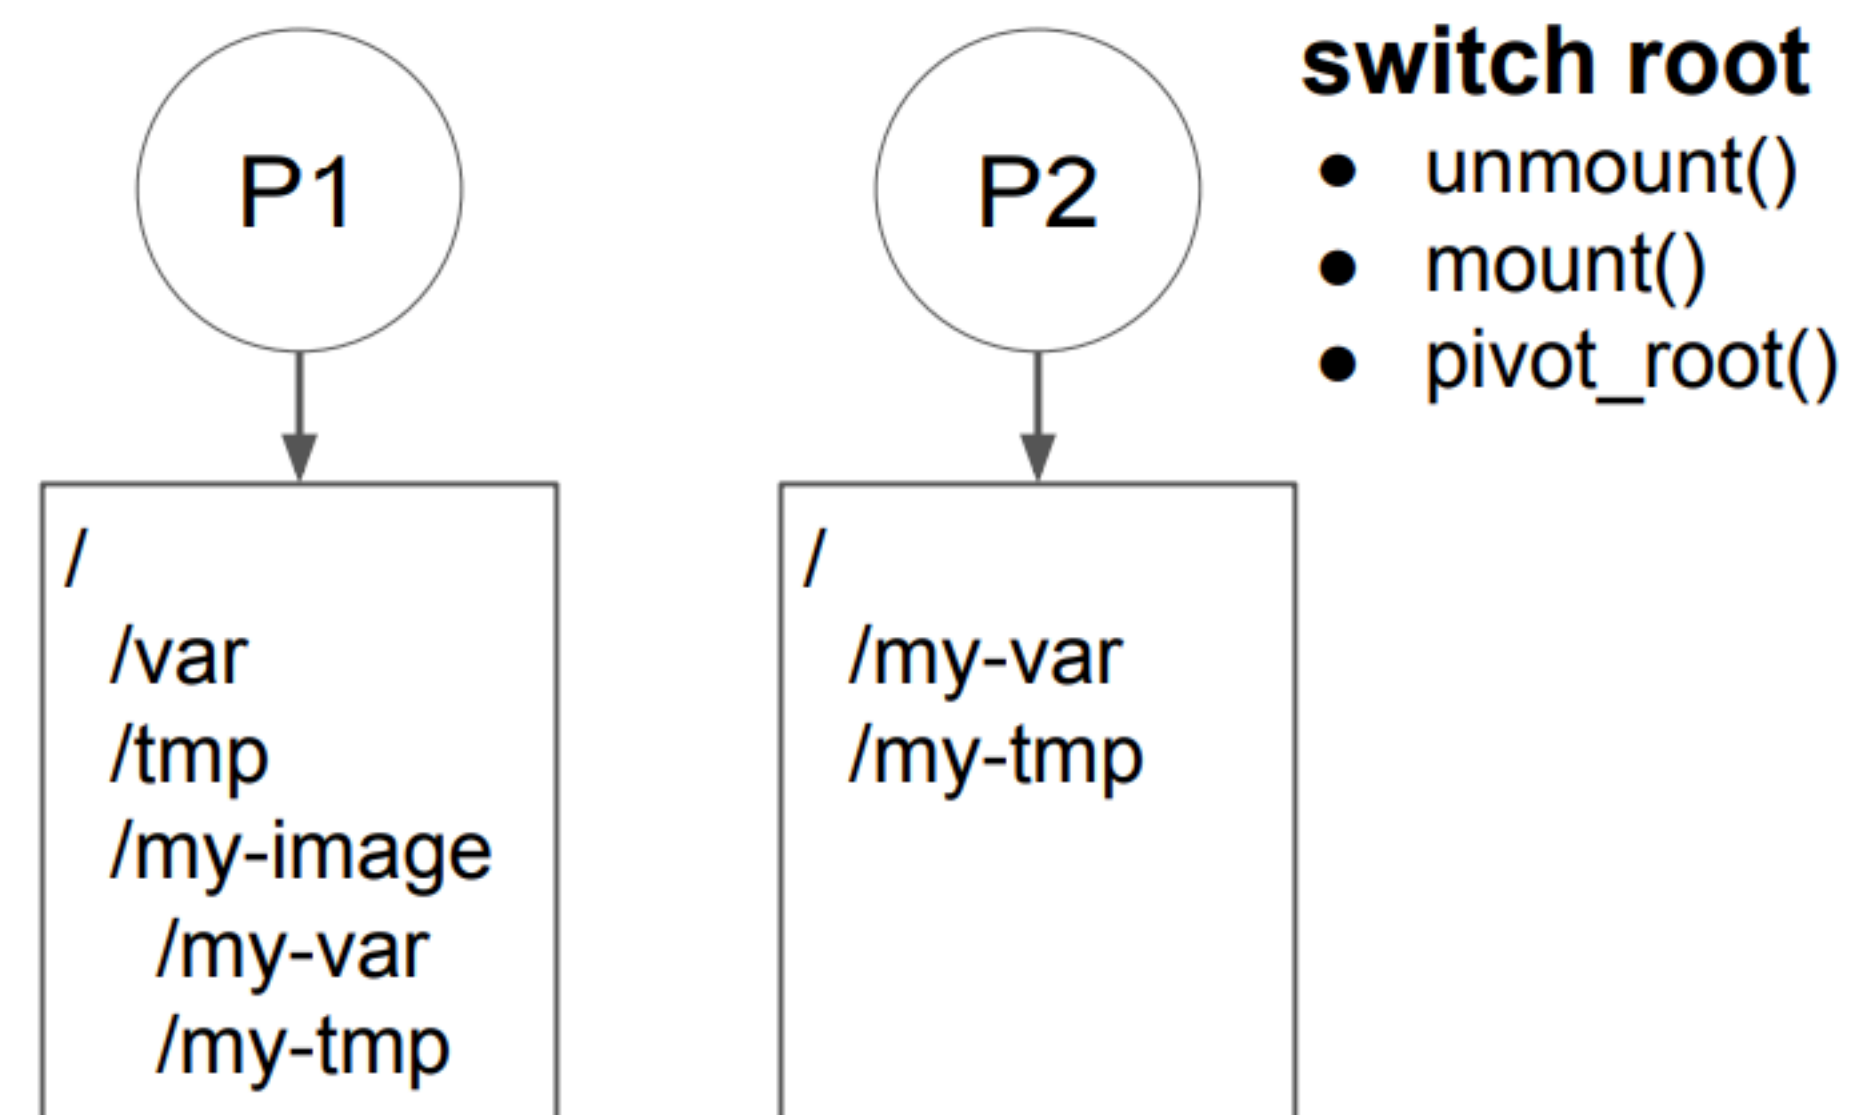 P1
/
/var
/tmp
/my-image
/my-var
/my-tmp
P2
/
/my-var
/my-tmp
switch root
● unmount()
● mount()
● pivot_root()